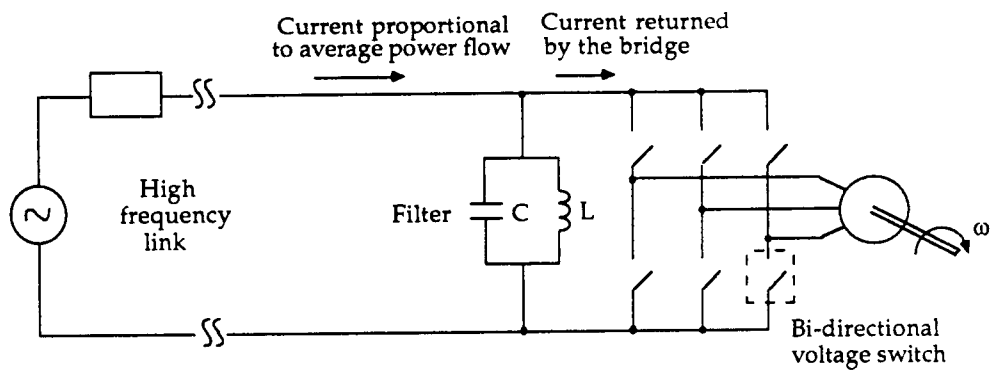 Current proportional
to average power flow
Current returned
by the bridge
High
frequency
link
Filter
C
L
ω
Bi-directional
voltage switch